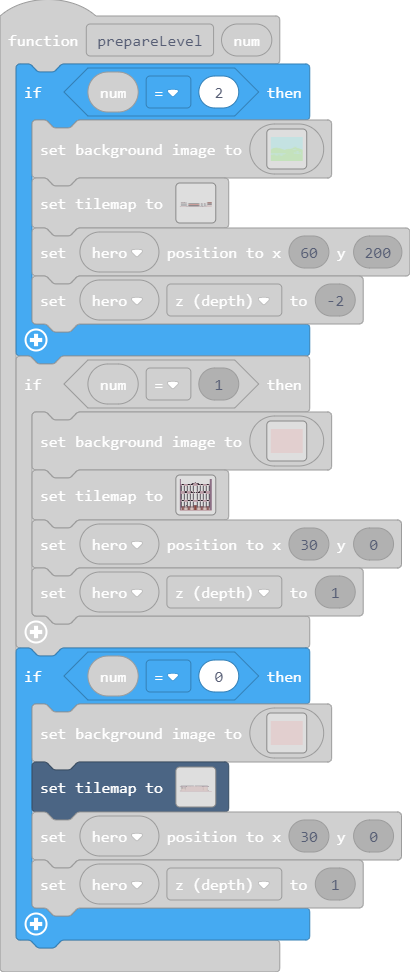 function prepareLevel num
if num = 2 then
set background image to
set tilemap to
set hero position to x 60 y 200
set hero z (depth) to -2
if num = 1 then
set background image to
set tilemap to
set hero position to x 30 y 0
set hero z (depth) to 1
if num = 0 then
set background image to
set tilemap to
set hero position to x 30 y 0
set hero z (depth) to 1